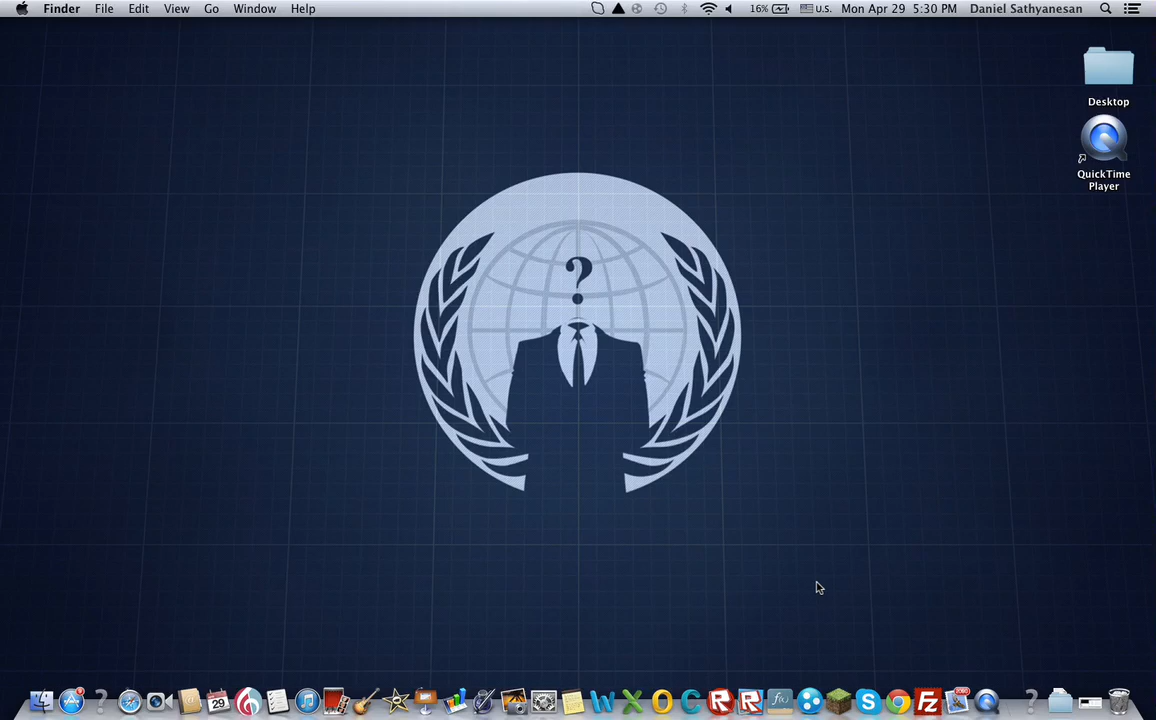 Finder File Edit View Go Window Help 16% U.S. Mon Apr 29 5:30 PM Daniel Sathyanesan
Desktop
QuickTime
Player
?
29